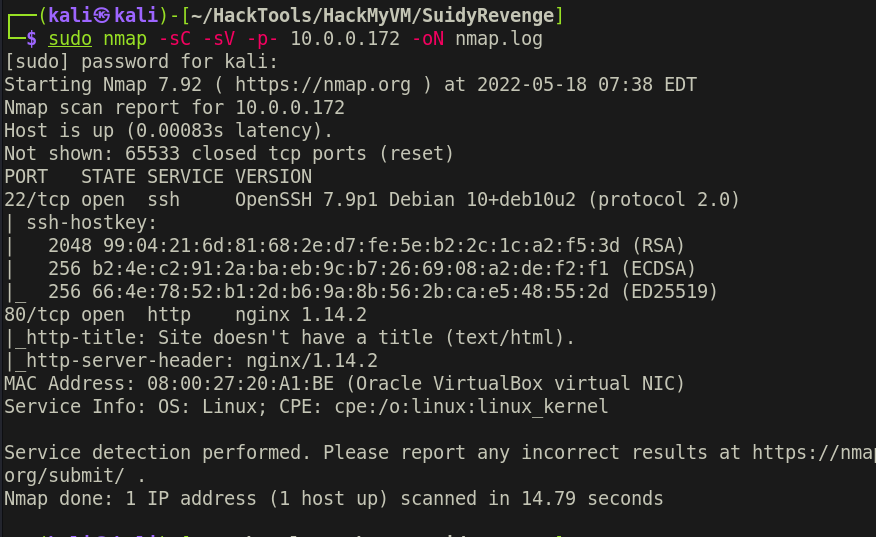 ┌──(kali㉿kali)-[~/HackTools/HackMyVM/SuidyRevenge]
└─$ sudo nmap -sC -sV -p- 10.0.0.172 -oN nmap.log
[sudo] password for kali:
Starting Nmap 7.92 ( https://nmap.org ) at 2022-05-18 07:38 EDT
Nmap scan report for 10.0.0.172
Host is up (0.00083s latency).
Not shown: 65533 closed tcp ports (reset)
PORT   STATE SERVICE VERSION
22/tcp open  ssh     OpenSSH 7.9p1 Debian 10+deb10u2 (protocol 2.0)
| ssh-hostkey:
|   2048 99:04:21:6d:81:68:2e:d7:fe:5e:b2:2c:1c:a2:f5:3d (RSA)
|   256 b2:4e:c2:91:2a:ba:eb:9c:b7:26:69:08:a2:de:f2:f1 (ECDSA)
|_  256 66:4e:78:52:b1:2d:b6:9a:8b:56:2b:ca:e5:48:55:2d (ED25519)
80/tcp open  http    nginx 1.14.2
|_http-title: Site doesn't have a title (text/html).
|_http-server-header: nginx/1.14.2
MAC Address: 08:00:27:20:A1:BE (Oracle VirtualBox virtual NIC)
Service Info: OS: Linux; CPE: cpe:/o:linux:linux_kernel

Service detection performed. Please report any incorrect results at https://nmap
org/submit/ .
Nmap done: 1 IP address (1 host up) scanned in 14.79 seconds